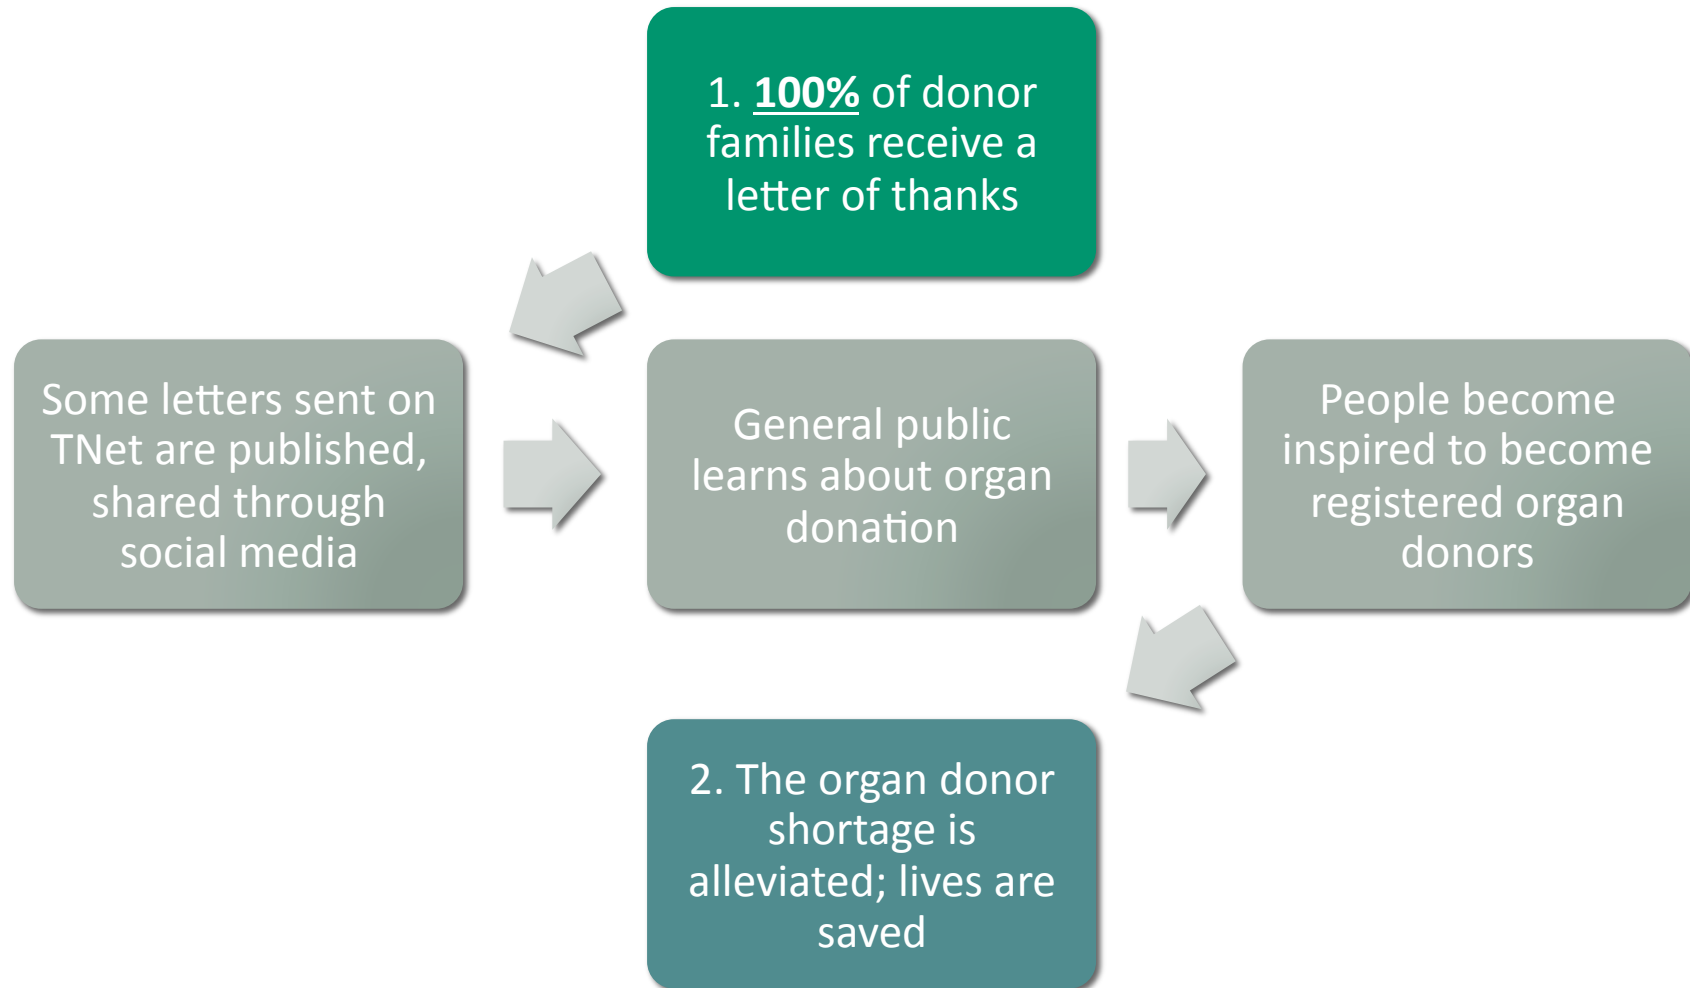 1. 100% of donor
families receive a
letter of thanks
Some letters sent on
TNet are published,
shared through
social media
General public
learns about organ
donation
People become
inspired to become
registered organ
donors
2. The organ donor
shortage is
alleviated; lives are
saved